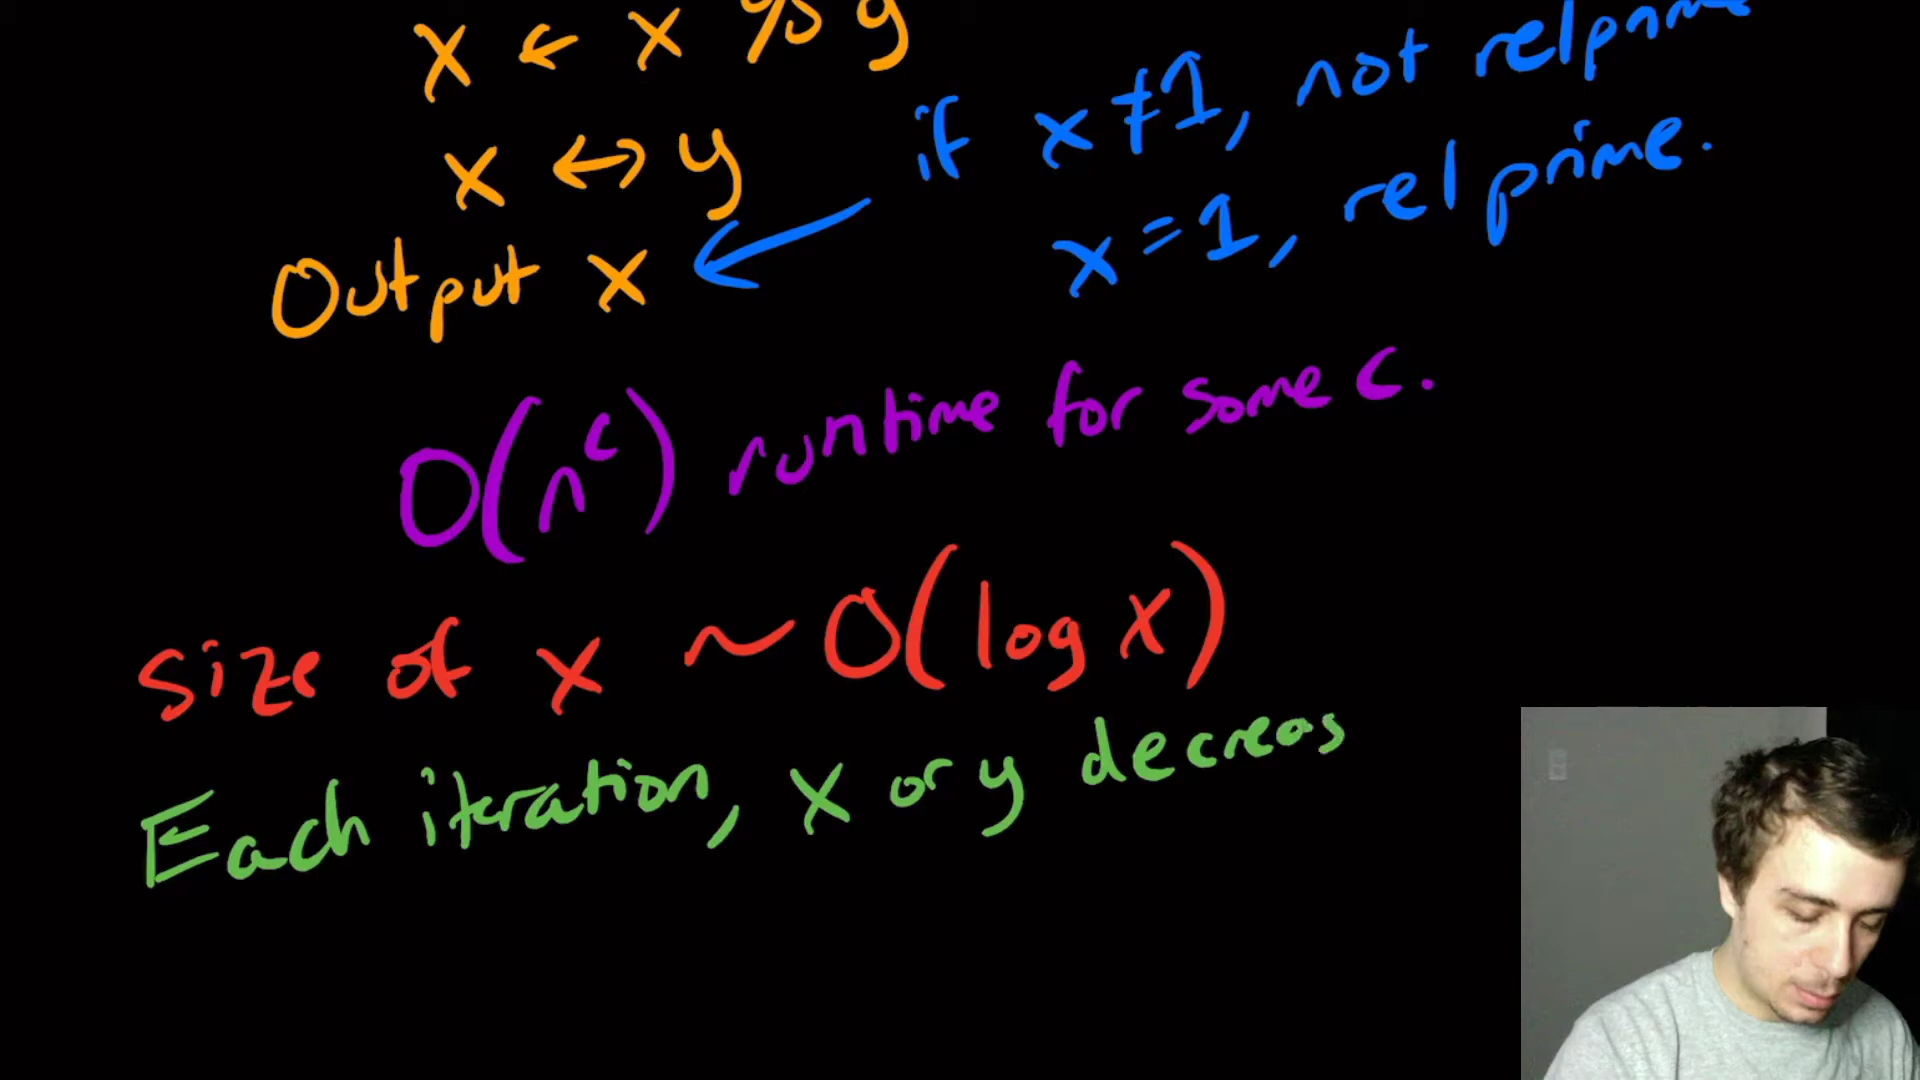 x ← x % y
x ↔ y
Output x
if x ≠ 1, not relprime
x = 1, relprime.
O(n^c) runtime for some c.
size of x ~ O(log x)
Each iteration, x or y decreas